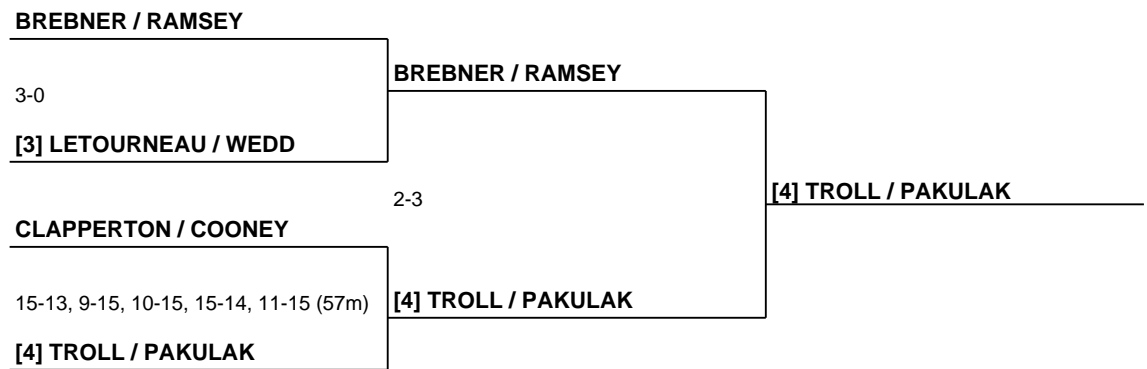 BREBNER / RAMSEY
BREBNER / RAMSEY
3-0
[3] LETOURNEAU / WEDD
2-3
[4] TROLL / PAKULAK
CLAPPERTON / COONEY
15-13, 9-15, 10-15, 15-14, 11-15 (57m)
[4] TROLL / PAKULAK
[4] TROLL / PAKULAK